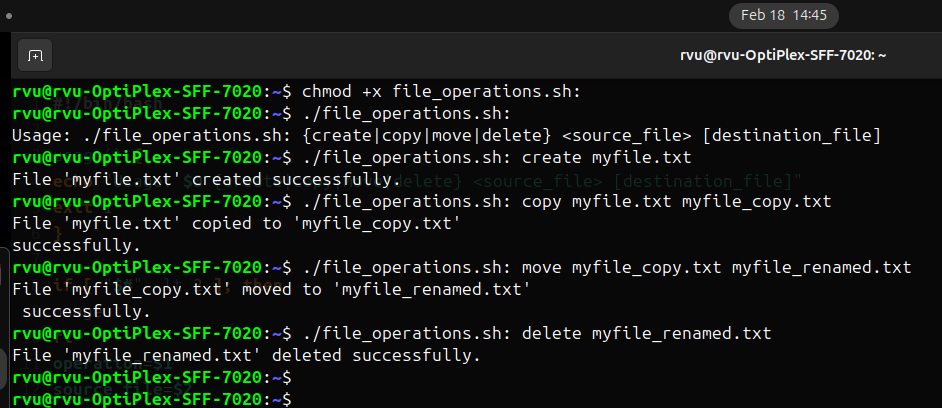 Feb 18 14:45
rvu@rvu-OptiPlex-SFF-7020: ~
rvu@rvu-OptiPlex-SFF-7020:~$ chmod +x file_operations.sh:
rvu@rvu-OptiPlex-SFF-7020:~$ ./file_operations.sh:
Usage: ./file_operations.sh: {create|copy|move|delete} <source_file> [destination_file]
rvu@rvu-OptiPlex-SFF-7020:~$ ./file_operations.sh: create myfile.txt
File 'myfile.txt' created successfully.
rvu@rvu-OptiPlex-SFF-7020:~$ ./file_operations.sh: copy myfile.txt myfile_copy.txt
File 'myfile.txt' copied to 'myfile_copy.txt'
successfully.
rvu@rvu-OptiPlex-SFF-7020:~$ ./file_operations.sh: move myfile_copy.txt myfile_renamed.txt
File 'myfile_copy.txt' moved to 'myfile_renamed.txt'
 successfully.
rvu@rvu-OptiPlex-SFF-7020:~$ ./file_operations.sh: delete myfile_renamed.txt
File 'myfile_renamed.txt' deleted successfully.
rvu@rvu-OptiPlex-SFF-7020:~$
rvu@rvu-OptiPlex-SFF-7020:~$